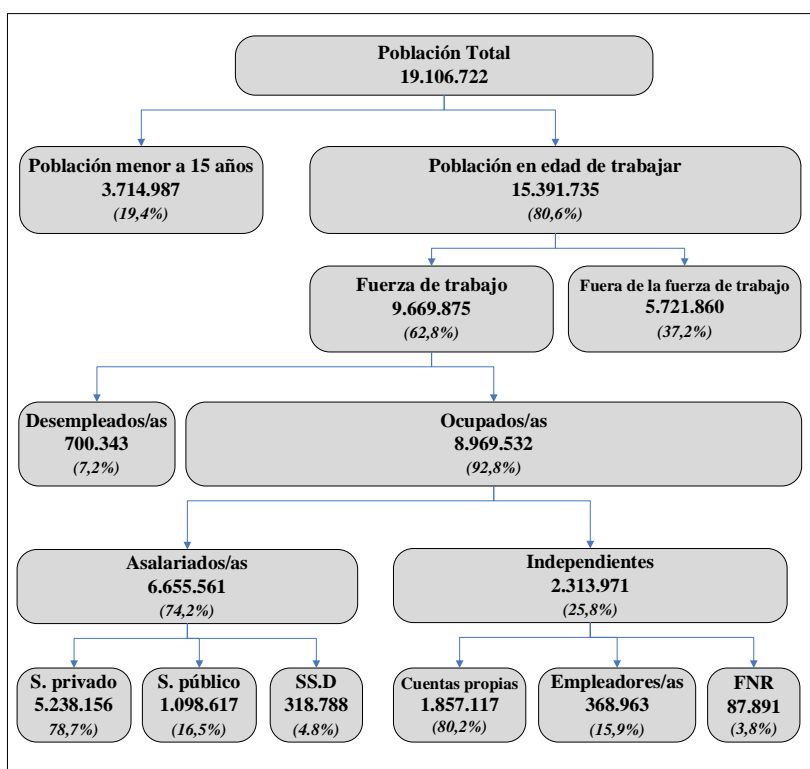 Población Total
19.106.722
Población menor a 15 años
3.714.987
(19,4%)
Población en edad de trabajar
15.391.735
(80,6%)
Fuerza de trabajo
9.669.875
(62,8%)
Fuera de la fuerza de trabajo
5.721.860
(37,2%)
Desempleados/as
700.343
(7,2%)
Ocupados/as
8.969.532
(92,8%)
Asalariados/as
6.655.561
(74,2%)
Independientes
2.313.971
(25,8%)
S. privado
5.238.156
78,7%)
S. público
1.098.617
(16,5%)
SS.D
318.788
(4.8%)
Cuentas propias
1.857.117
(80,2%)
Empleadores/as
368.963
(15,9%)
FNR
87.891
(3,8%)